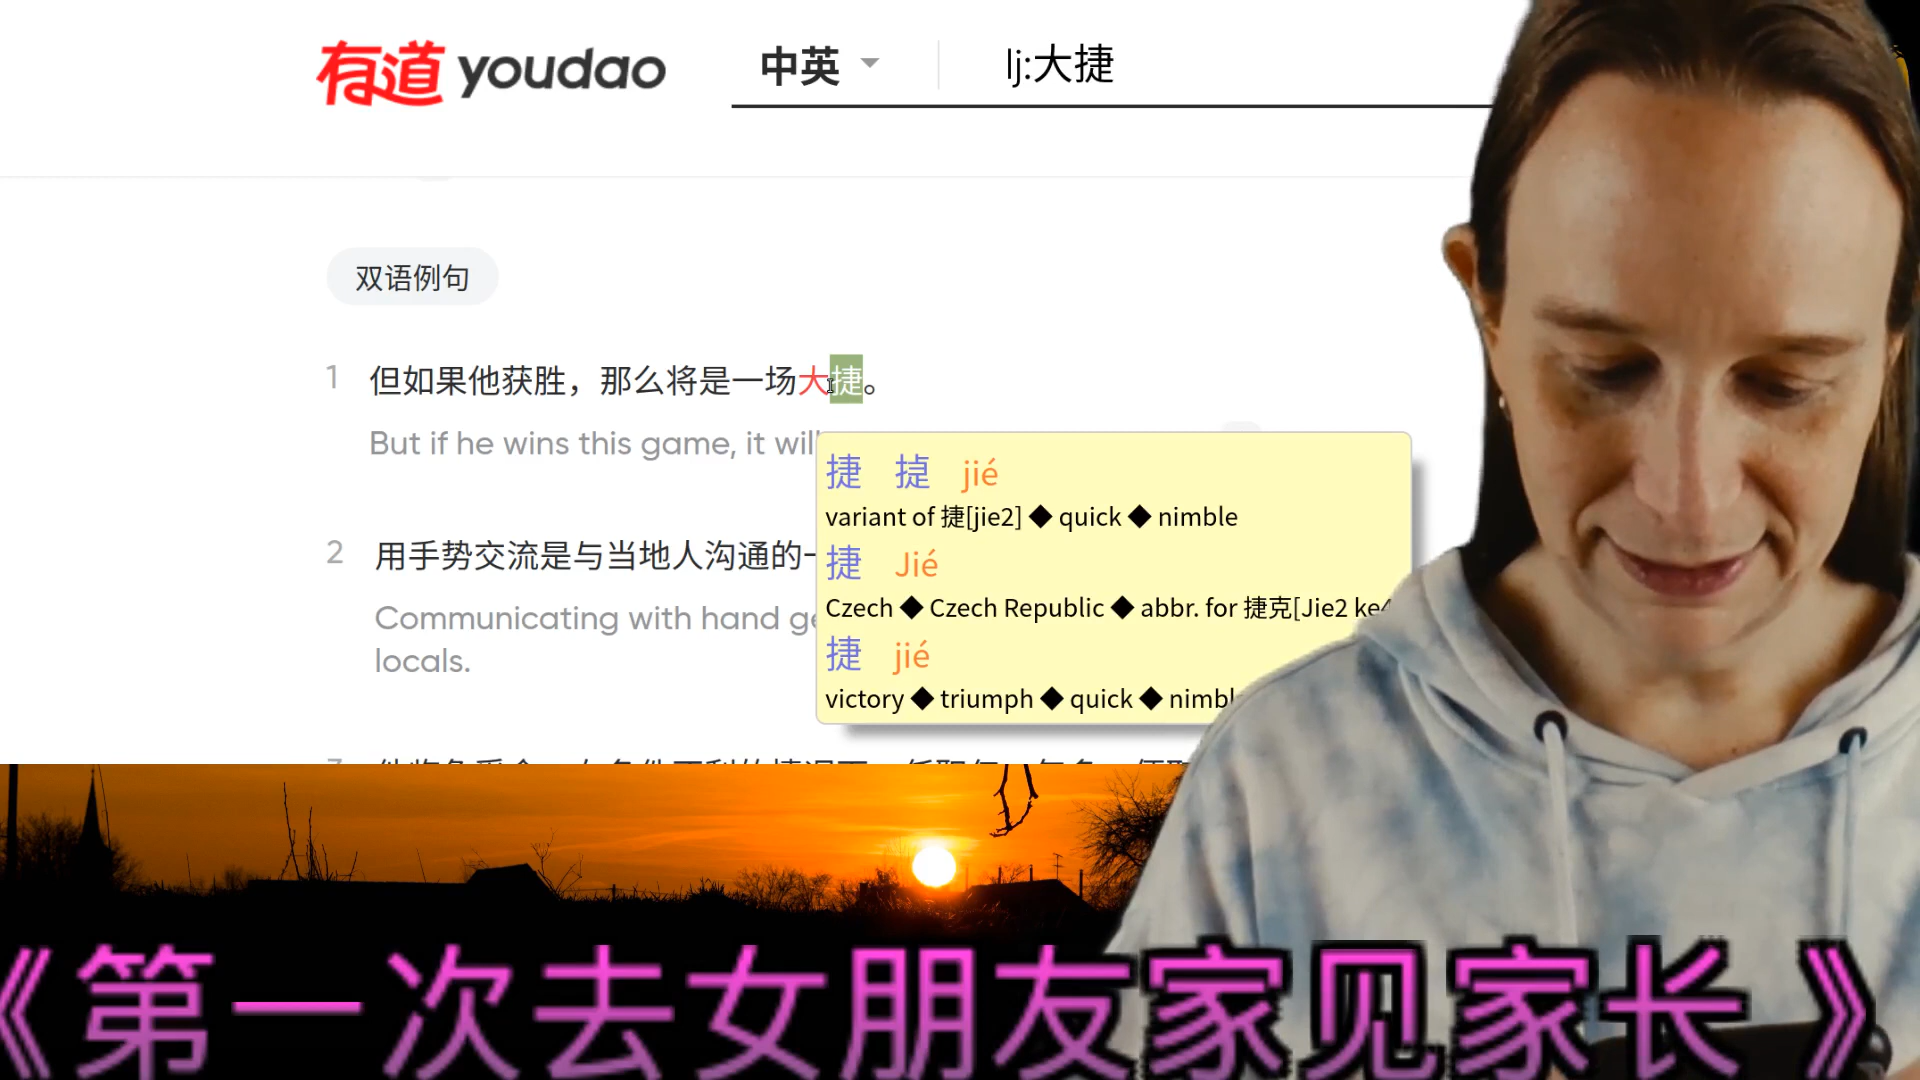 有道 youdao
中英
lj:大捷
双语例句
1 但如果他获胜，那么将是一场大捷。
But if he wins this game, it will
2 用手势交流是与当地人沟通的一
Communicating with hand ge
locals.
捷 㨗 jié
variant of 捷[jie2] ◆ quick ◆ nimble
捷 Jié
Czech ◆ Czech Republic ◆ abbr. for 捷克[Jie2 ke4
捷 jié
victory ◆ triumph ◆ quick ◆ nimble
《第一次去女朋友家见家长》